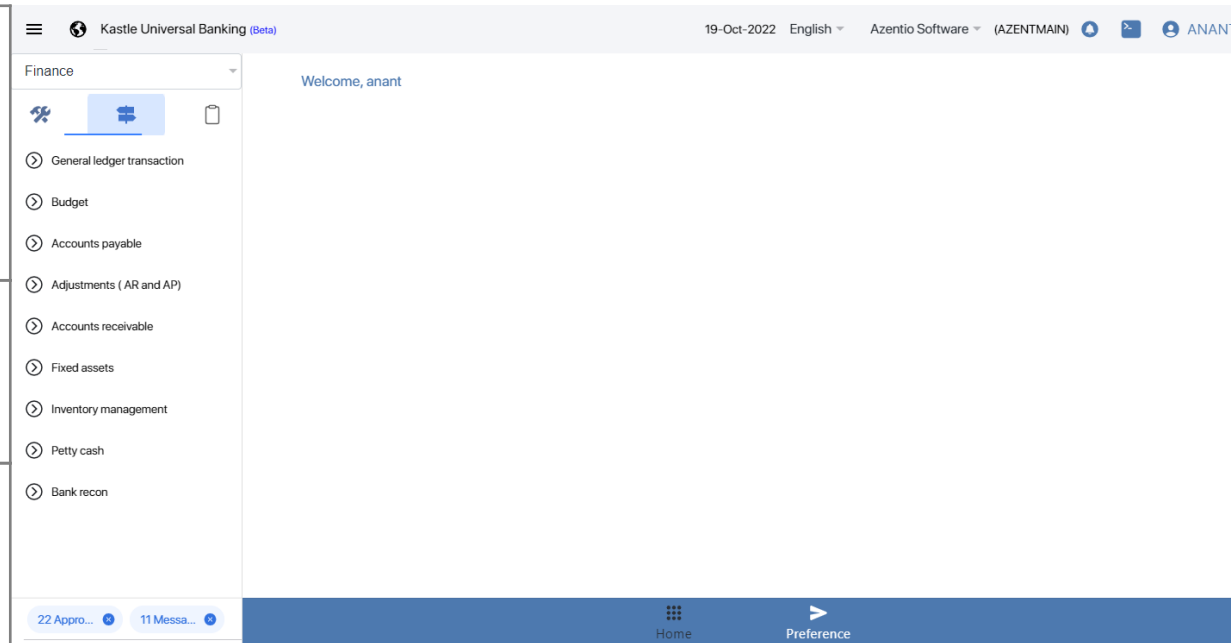 Kastle Universal Banking (Beta)
19-Oct-2022 English Azentio Software (AZENTMAIN) ANANT
Finance
Welcome, anant
General ledger transaction
Budget
Accounts payable
Adjustments ( AR and AP)
Accounts receivable
Fixed assets
Inventory management
Petty cash
Bank recon
22 Appro... 11 Messa...
Home Preference